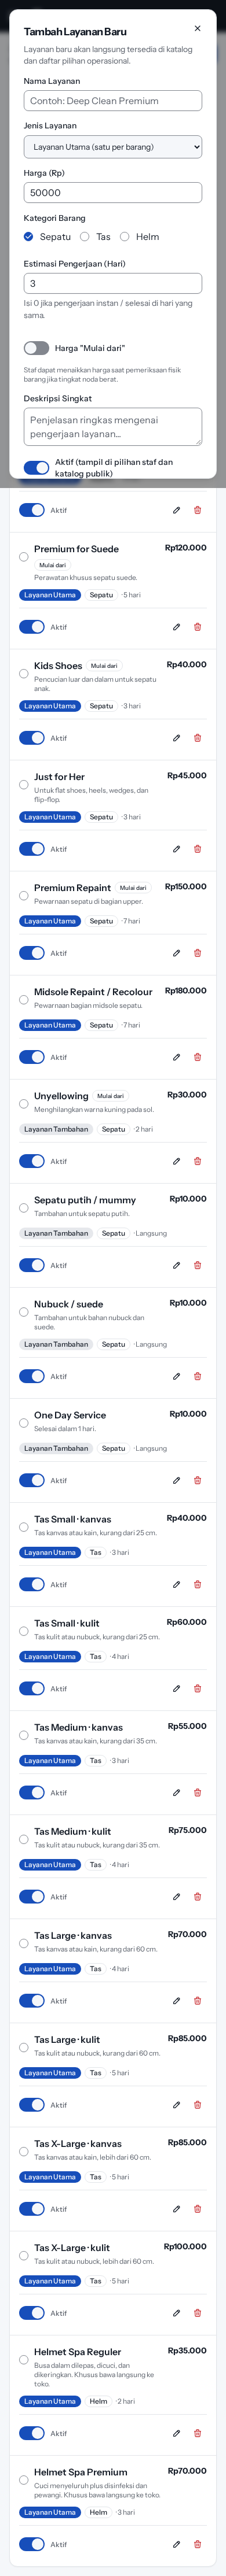 Tambah Layanan Baru
Layanan baru akan langsung tersedia di katalog
dan daftar pilihan operasional.
Nama Layanan
Contoh: Deep Clean Premium
Jenis Layanan
Layanan Utama (satu per barang)
Harga (Rp)
50000
Kategori Barang
Sepatu Tas Helm
Estimasi Pengerjaan (Hari)
3
Isi 0 jika pengerjaan instan / selesai di hari yang
sama.
Harga "Mulai dari"
Staf dapat menaikkan harga saat pemeriksaan fisik
barang jika tingkat noda berat.
Deskripsi Singkat
Penjelasan ringkas mengenai
pengerjaan layanan...
Aktif (tampil di pilihan staf dan
katalog publik)
Aktif
Premium for Suede Rp120.000
Mulai dari
Perawatan khusus sepatu suede.
Layanan Utama Sepatu ·5 hari
Aktif
Kids Shoes Mulai dari Rp40.000
Pencucian luar dan dalam untuk sepatu
anak.
Layanan Utama Sepatu ·3 hari
Aktif
Just for Her Rp45.000
Untuk flat shoes, heels, wedges, dan
flip-flop.
Layanan Utama Sepatu ·3 hari
Aktif
Premium Repaint Mulai dari Rp150.000
Pewarnaan sepatu di bagian upper.
Layanan Utama Sepatu ·7 hari
Aktif
Midsole Repaint / Recolour Rp180.000
Pewarnaan bagian midsole sepatu.
Layanan Utama Sepatu ·7 hari
Aktif
Unyellowing Mulai dari Rp30.000
Menghilangkan warna kuning pada sol.
Layanan Tambahan Sepatu ·2 hari
Aktif
Sepatu putih / mummy Rp10.000
Tambahan untuk sepatu putih.
Layanan Tambahan Sepatu ·Langsung
Aktif
Nubuck / suede Rp10.000
Tambahan untuk bahan nubuck dan
suede.
Layanan Tambahan Sepatu ·Langsung
Aktif
One Day Service Rp10.000
Selesai dalam 1 hari.
Layanan Tambahan Sepatu ·Langsung
Aktif
Tas Small · kanvas Rp40.000
Tas kanvas atau kain, kurang dari 25 cm.
Layanan Utama Tas ·3 hari
Aktif
Tas Small · kulit Rp60.000
Tas kulit atau nubuck, kurang dari 25 cm.
Layanan Utama Tas ·4 hari
Aktif
Tas Medium · kanvas Rp55.000
Tas kanvas atau kain, kurang dari 35 cm.
Layanan Utama Tas ·3 hari
Aktif
Tas Medium · kulit Rp75.000
Tas kulit atau nubuck, kurang dari 35 cm.
Layanan Utama Tas ·4 hari
Aktif
Tas Large · kanvas Rp70.000
Tas kanvas atau kain, kurang dari 60 cm.
Layanan Utama Tas ·4 hari
Aktif
Tas Large · kulit Rp85.000
Tas kulit atau nubuck, kurang dari 60 cm.
Layanan Utama Tas ·5 hari
Aktif
Tas X-Large · kanvas Rp85.000
Tas kanvas atau kain, lebih dari 60 cm.
Layanan Utama Tas ·5 hari
Aktif
Tas X-Large · kulit Rp100.000
Tas kulit atau nubuck, lebih dari 60 cm.
Layanan Utama Tas ·5 hari
Aktif
Helmet Spa Reguler Rp35.000
Busa dalam dilepas, dicuci, dan
dikeringkan. Khusus bawa langsung ke
toko.
Layanan Utama Helm ·2 hari
Aktif
Helmet Spa Premium Rp70.000
Cuci menyeluruh plus disinfeksi dan
pewangi. Khusus bawa langsung ke toko.
Layanan Utama Helm ·3 hari
Aktif